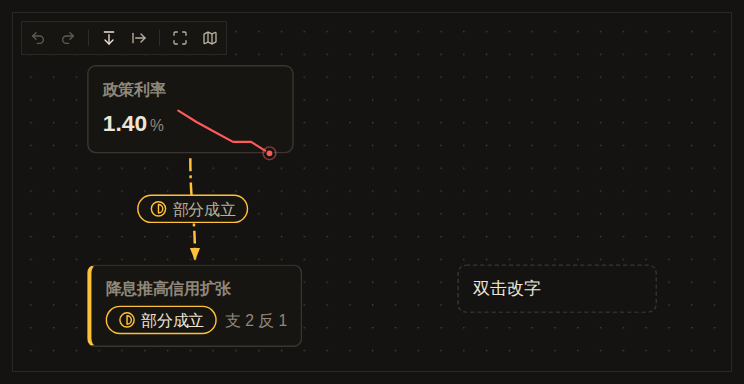 政策利率
1.40 %
部分成立
降息推高信用扩张
部分成立 支 2 反 1
双击改字